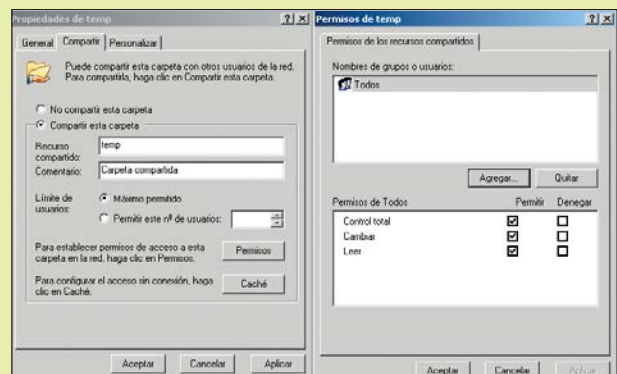 Propiedades de temp
General Compartir Personalizar
Puede compartir esta carpeta con otros usuarios de la red.
Para compartirla, haga clic en Compartir esta carpeta.
No compartir esta carpeta
Compartir esta carpeta
Recurso
compartido:
temp
Comentario:
Carpeta compartida
Límite de
usuarios:
Máximo permitido
Permitir este nº de usuarios:
Para establecer permisos de acceso a esta
carpeta en la red, haga clic en Permisos.
Permisos
Para configurar el acceso sin conexión, haga
clic en Caché.
Caché
Aceptar Cancelar Aplicar
Permisos de temp
Permisos de los recursos compartidos
Nombres de grupos o usuarios:
Todos
Agregar... Quitar
Permisos de Todos Permitir Denegar
Control total
Cambiar
Leer
Aceptar Cancelar Aplicar